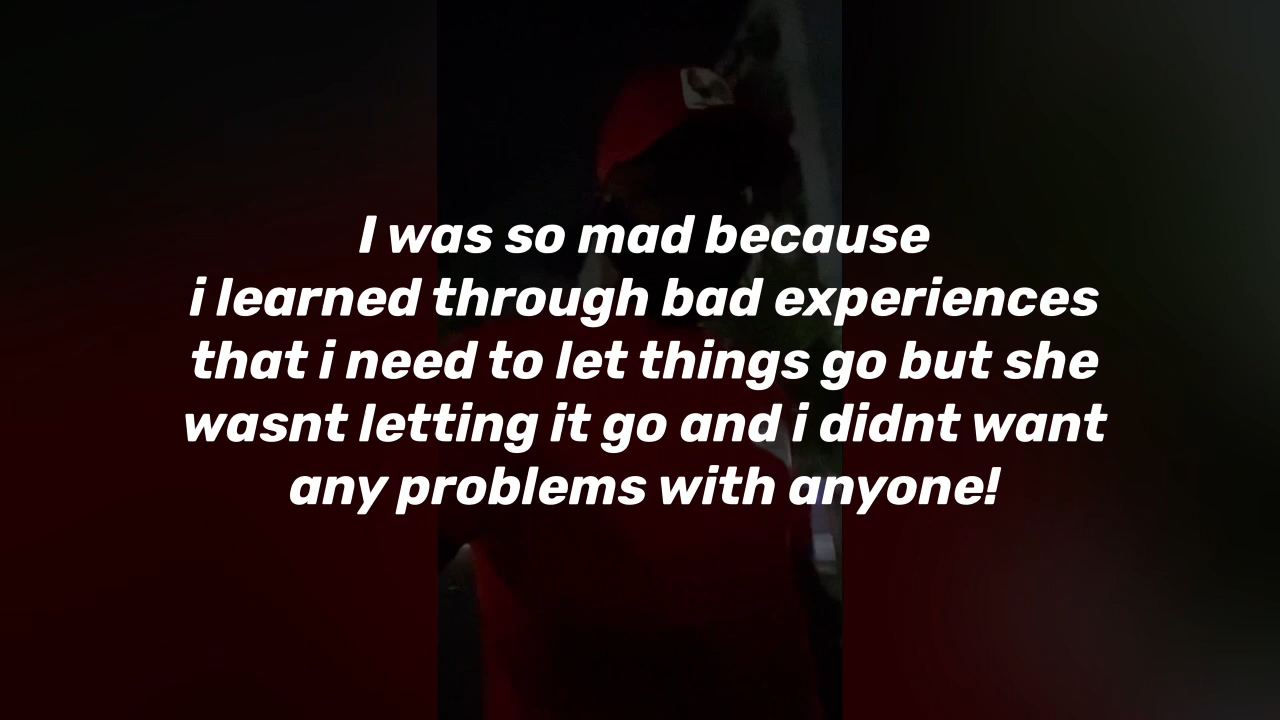 I was so mad because
i learned through bad experiences
that i need to let things go but she
wasnt letting it go and i didnt want
any problems with anyone!